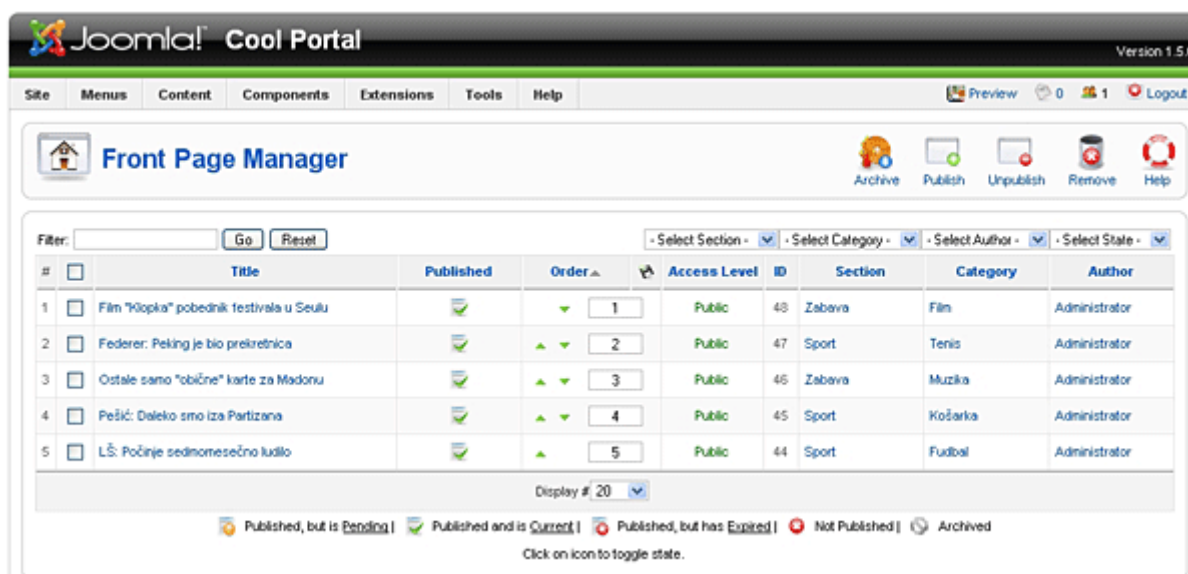 Joomla! Cool Portal
Version 1.5.
Site Menus Content Components Extensions Tools Help Preview 0 1 Logout
Front Page Manager
Archive Publish Unpublish Remove Help
Filter: Go Reset - Select Section - - Select Category - - Select Author - - Select State -
# Title Published Order Access Level ID Section Category Author
1 Film "Klopka" pobednik festivala u Seulu 1 Public 48 Zabava Film Administrator
2 Federer: Peking je bio prekretnica 2 Public 47 Sport Tenis Administrator
3 Ostale samo "obične" karte za Madonu 3 Public 46 Zabava Muzika Administrator
4 Pešić: Daleko smo iza Partizana 4 Public 45 Sport Košarka Administrator
5 LŠ: Počinje sedmomesečno ludilo 5 Public 44 Sport Fudbal Administrator
Display # 20
Published, but is Pending | Published and is Current | Published, but has Expired | Not Published | Archived
Click on icon to toggle state.